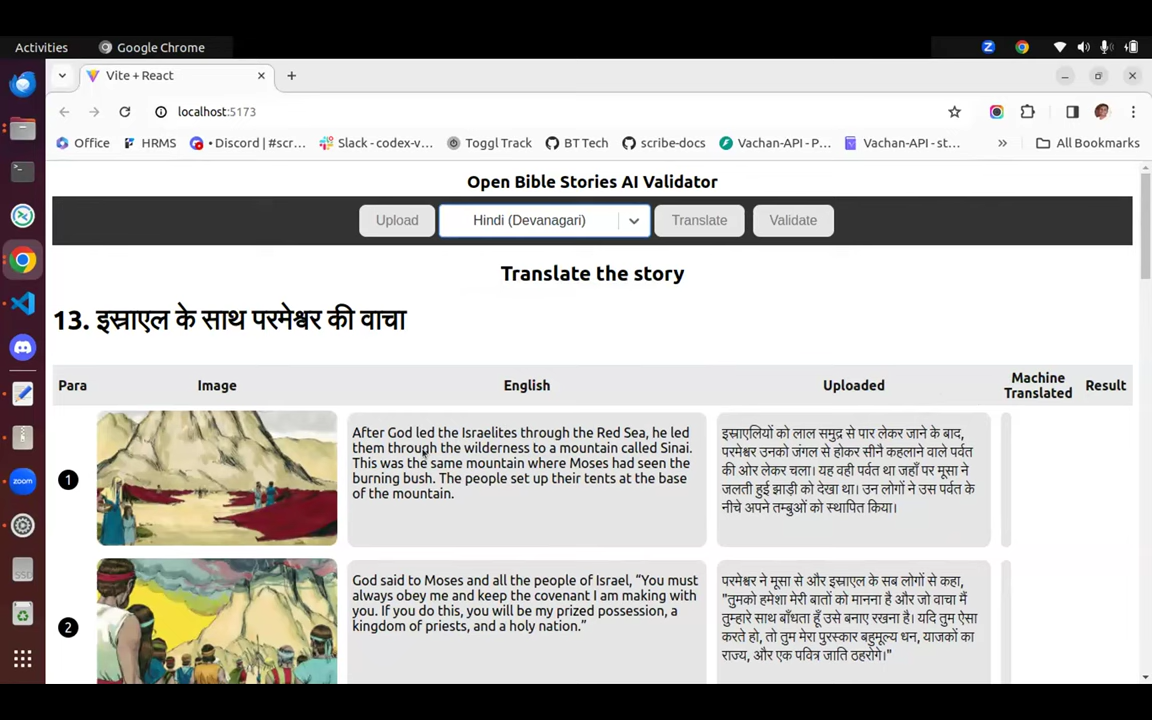 Activities
Google Chrome
Z
Vite + React
localhost:5173
Office
HRMS
• Discord | #scr...
Slack - codex-v...
Toggl Track
BT Tech
scribe-docs
Vachan-API - P...
Vachan-API - st...
»
All Bookmarks
Open Bible Stories AI Validator
Upload
Hindi (Devanagari)
Translate
Validate
Translate the story
13. इस्राएल के साथ परमेश्वर की वाचा
Para
Image
English
Uploaded
Machine
Translated
Result
1
After God led the Israelites through the Red Sea, he led
them through the wilderness to a mountain called Sinai.
This was the same mountain where Moses had seen the
burning bush. The people set up their tents at the base
of the mountain.
इस्राएलियों को लाल समुद्र से पार लेकर जाने के बाद,
परमेश्वर उनको जंगल से होकर सीनै कहलाने वाले पर्वत
की ओर लेकर चला। यह वही पर्वत था जहाँ पर मूसा ने
जलती हुई झाड़ी को देखा था। उन लोगों ने उस पर्वत के
नीचे अपने तम्बुओं को स्थापित किया।
2
God said to Moses and all the people of Israel, “You must
always obey me and keep the covenant I am making with
you. If you do this, you will be my prized possession, a
kingdom of priests, and a holy nation.”
परमेश्वर ने मूसा से और इस्राएल के सब लोगों से कहा,
"तुमको हमेशा मेरी बातों को मानना है और जो वाचा मैं
तुम्हारे साथ बाँधता हूँ उसे बनाए रखना है। यदि तुम ऐसा
करते हो, तो तुम मेरा पुरस्कार बहुमूल्य धन, याजकों का
राज्य, और एक पवित्र जाति ठहरोगे।"
zoom
SSD